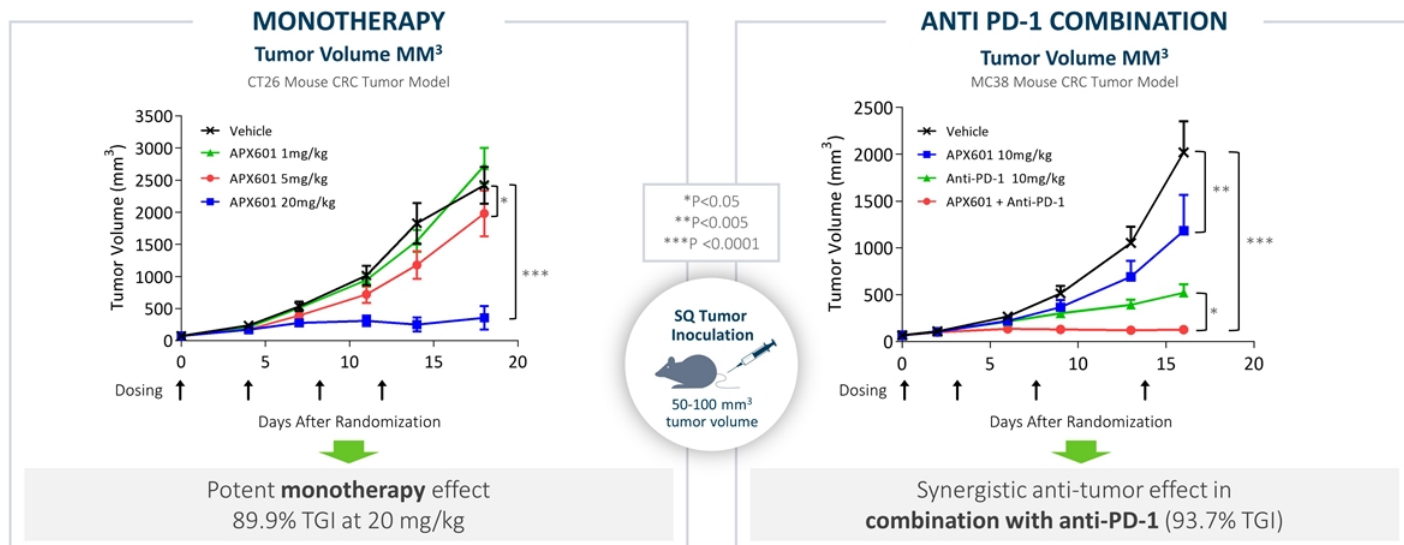 MONOTHERAPY
Tumor Volume MM³
CT26 Mouse CRC Tumor Model
Tumor Volume (mm³)
3500
3000
2500
2000
1500
1000
500
0
Vehicle
APX601 1mg/kg
APX601 5mg/kg
APX601 20mg/kg
*
***
0 5 10 15 20
Dosing
Days After Randomization
Potent monotherapy effect
89.9% TGI at 20 mg/kg
*P<0.05
**P<0.005
***P <0.0001
SQ Tumor
Inoculation
50-100 mm³
tumor volume
ANTI PD-1 COMBINATION
Tumor Volume MM³
MC38 Mouse CRC Tumor Model
Tumor Volume (mm³)
2500
2000
1500
1000
500
0
Vehicle
APX601 10mg/kg
Anti-PD-1 10mg/kg
APX601 + Anti-PD-1
**
***
*
0 5 10 15 20
Dosing
Days After Randomization
Synergistic anti-tumor effect in
combination with anti-PD-1 (93.7% TGI)